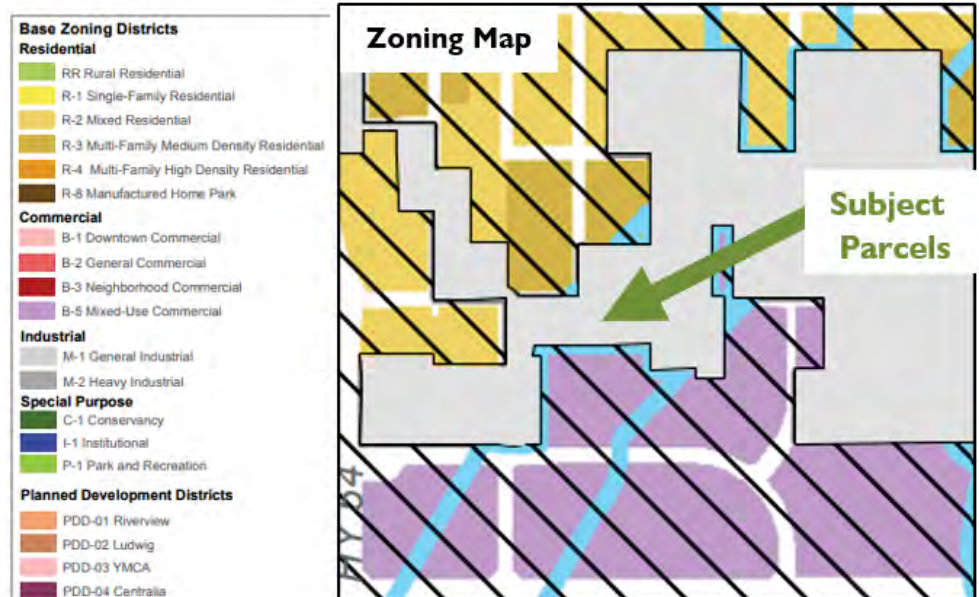 Base Zoning Districts
Residential
RR Rural Residential
R-1 Single-Family Residential
R-2 Mixed Residential
R-3 Multi-Family Medium Density Residential
R-4 Multi-Family High Density Residential
R-8 Manufactured Home Park
Commercial
B-1 Downtown Commercial
B-2 General Commercial
B-3 Neighborhood Commercial
B-5 Mixed-Use Commercial
Industrial
M-1 General Industrial
M-2 Heavy Industrial
Special Purpose
C-1 Conservancy
I-1 Institutional
P-1 Park and Recreation
Planned Development Districts
PDD-01 Riverview
PDD-02 Ludwig
PDD-03 YMCA
PDD-04 Centralia
Zoning Map
Subject
Parcels